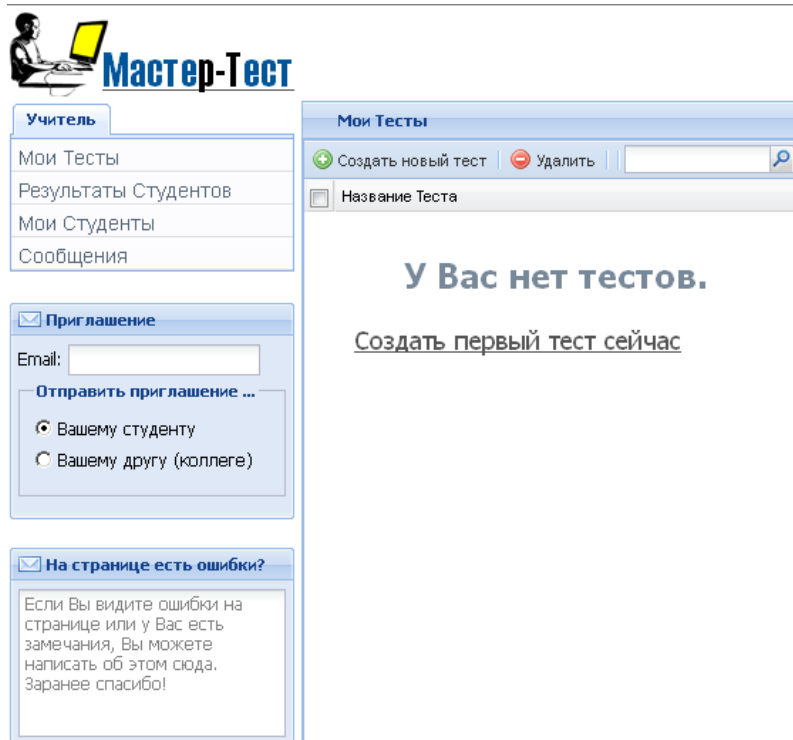 Мастер-Тест
Учитель
Мои Тесты
Результаты Студентов
Мои Студенты
Сообщения
Приглашение
Email:
Отправить приглашение ...
Вашему студенту
Вашему другу (коллеге)
На странице есть ошибки?
Если Вы видите ошибки на
странице или у Вас есть
замечания, Вы можете
написать об этом сюда.
Заранее спасибо!
Мои Тесты
Создать новый тест
Удалить
Название Теста
У Вас нет тестов.
Создать первый тест сейчас